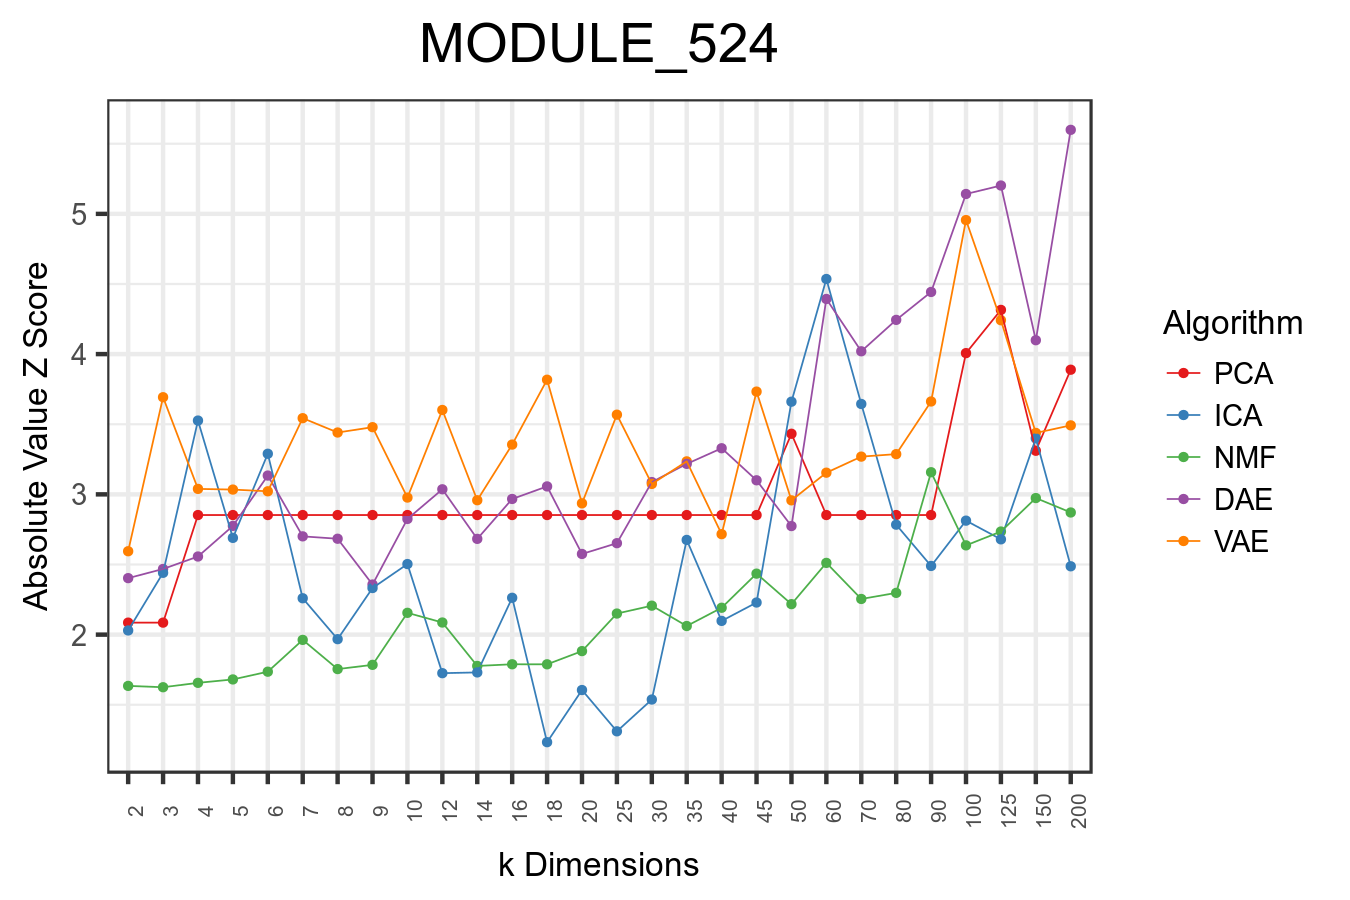 MODULE_524
Absolute Value Z Score
5
4
3
2
2 3 4 5 6 7 8 9 10 12 14 16 18 20 25 30 35 40 45 50 60 70 80 90 100 125 150 200
k Dimensions
Algorithm
PCA
ICA
NMF
DAE
VAE